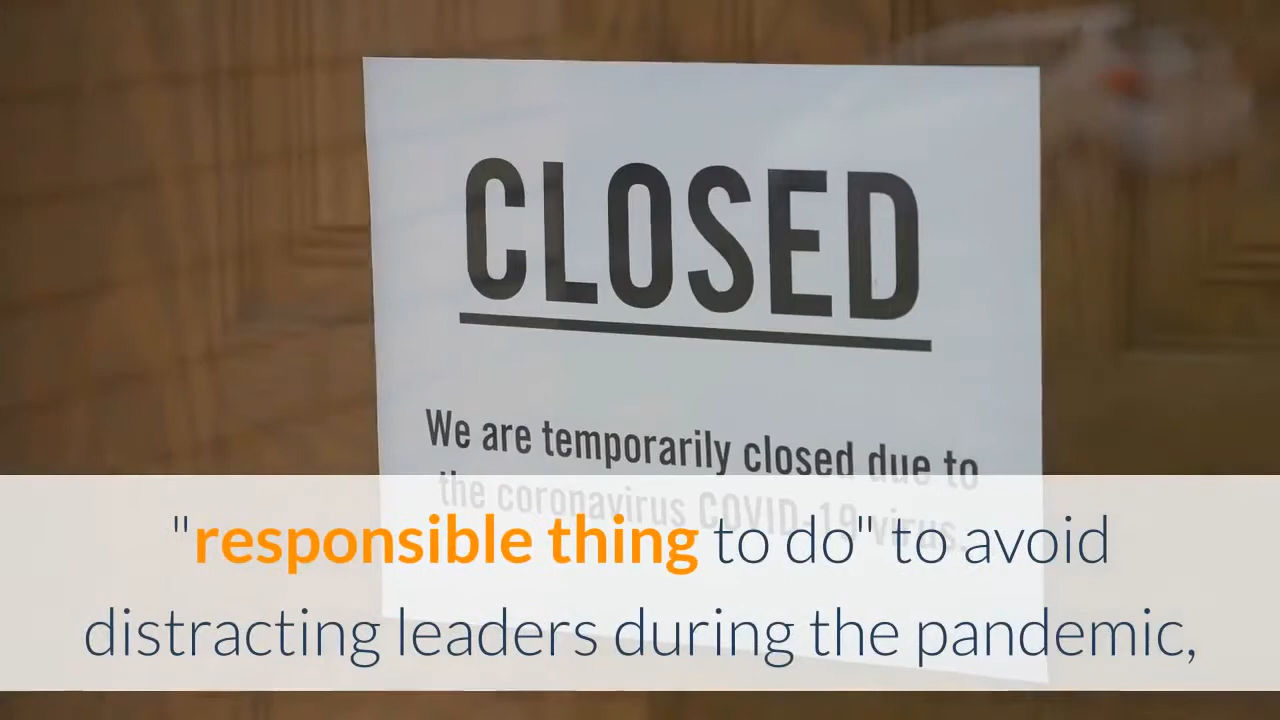 CLOSED
We are temporarily closed due to
the coronavirus COVID-19 virus.
"responsible thing to do" to avoid
distracting leaders during the pandemic,